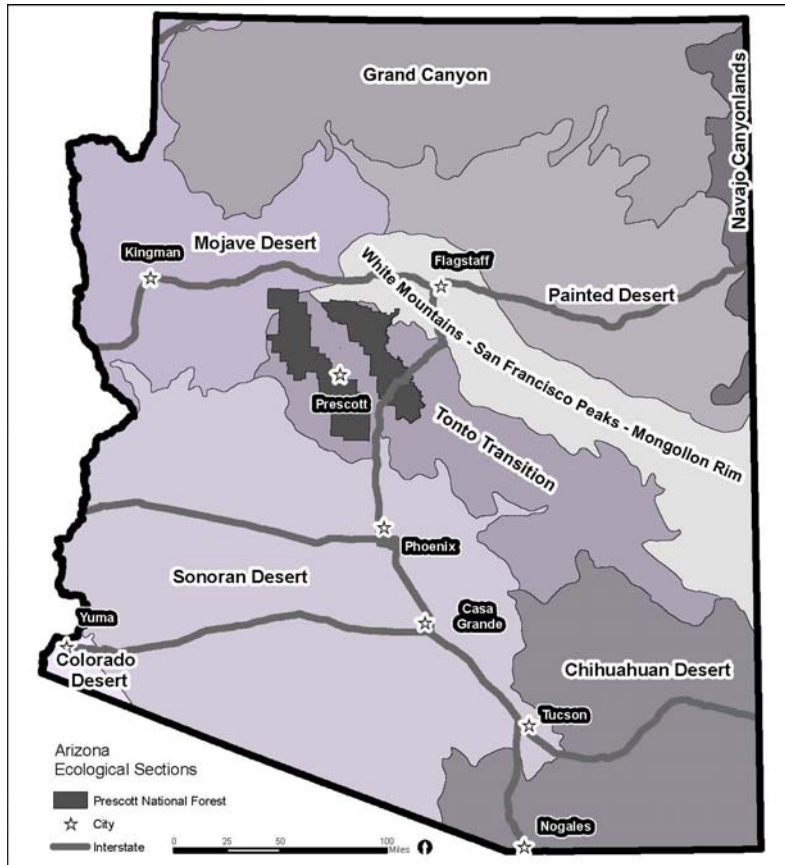 Grand Canyon
Navajo Canyonlands
Mojave Desert
Kingman
Flagstaff
Painted Desert
White Mountains - San Francisco Peaks - Mongollon Rim
Prescott
Tonto Transition
Phoenix
Sonoran Desert
Casa
Grande
Yuma
Colorado
Desert
Chihuahuan Desert
Tucson
Nogales
Arizona
Ecological Sections
Prescott National Forest
City
Interstate
0 25 50 100
Miles